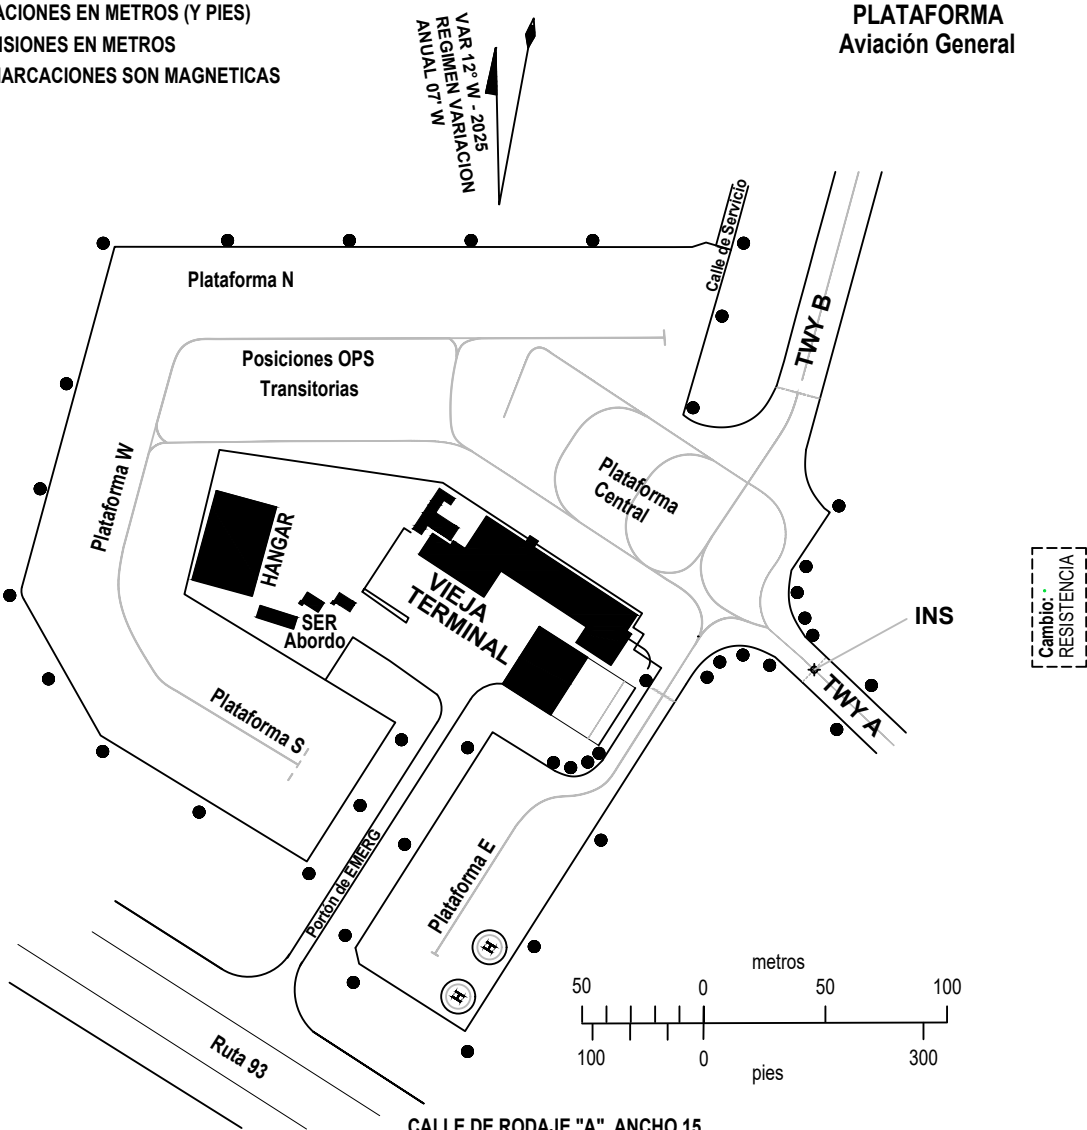 ACIONES EN METROS (Y PIES)
ISIONES EN METROS
MARCACIONES SON MAGNETICAS
VAR 12° W - 2025
REGIMEN VARIACION
ANUAL 07' W
PLATAFORMA
Aviación General
Calle de Servicio
Plataforma N
TWY B
Posiciones OPS
Transitorias
Plataforma W
Plataforma
Central
HANGAR
VIEJA
TERMINAL
SER
Abordo
INS
TWY A
Cambio:
RESISTENCIA
Plataforma S
Portón de EMERG
Plataforma E
H
H
metros
50 0 50 100
100 0 300
pies
Ruta 93
CALLE DE RODAJE "A" ANCHO 15